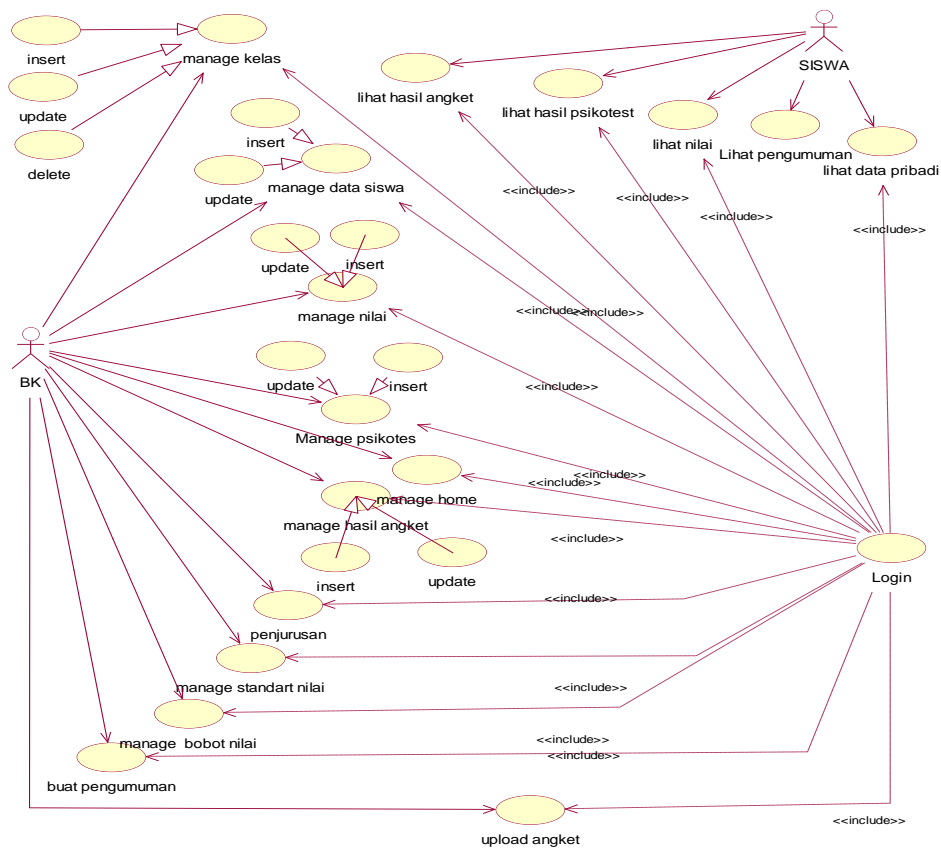 insert
manage kelas
SISWA
update
lihat hasil angket
lihat hasil psikotest
delete
insert
lihat nilai
Lihat pengumuman
lihat data pribadi
update
manage data siswa
<<include>>
<<include>>
<<include>>
<<include>>
update
insert
manage nilai
<<include>>
<<include>>
BK
update
insert
<<include>>
Manage psikotes
<<include>>
<<include>>
manage home
manage hasil angket
<<include>>
insert
update
Login
<<include>>
penjurusan
manage standart nilai
<<include>>
manage bobot nilai
<<include>>
<<include>>
buat pengumuman
<<include>>
upload angket